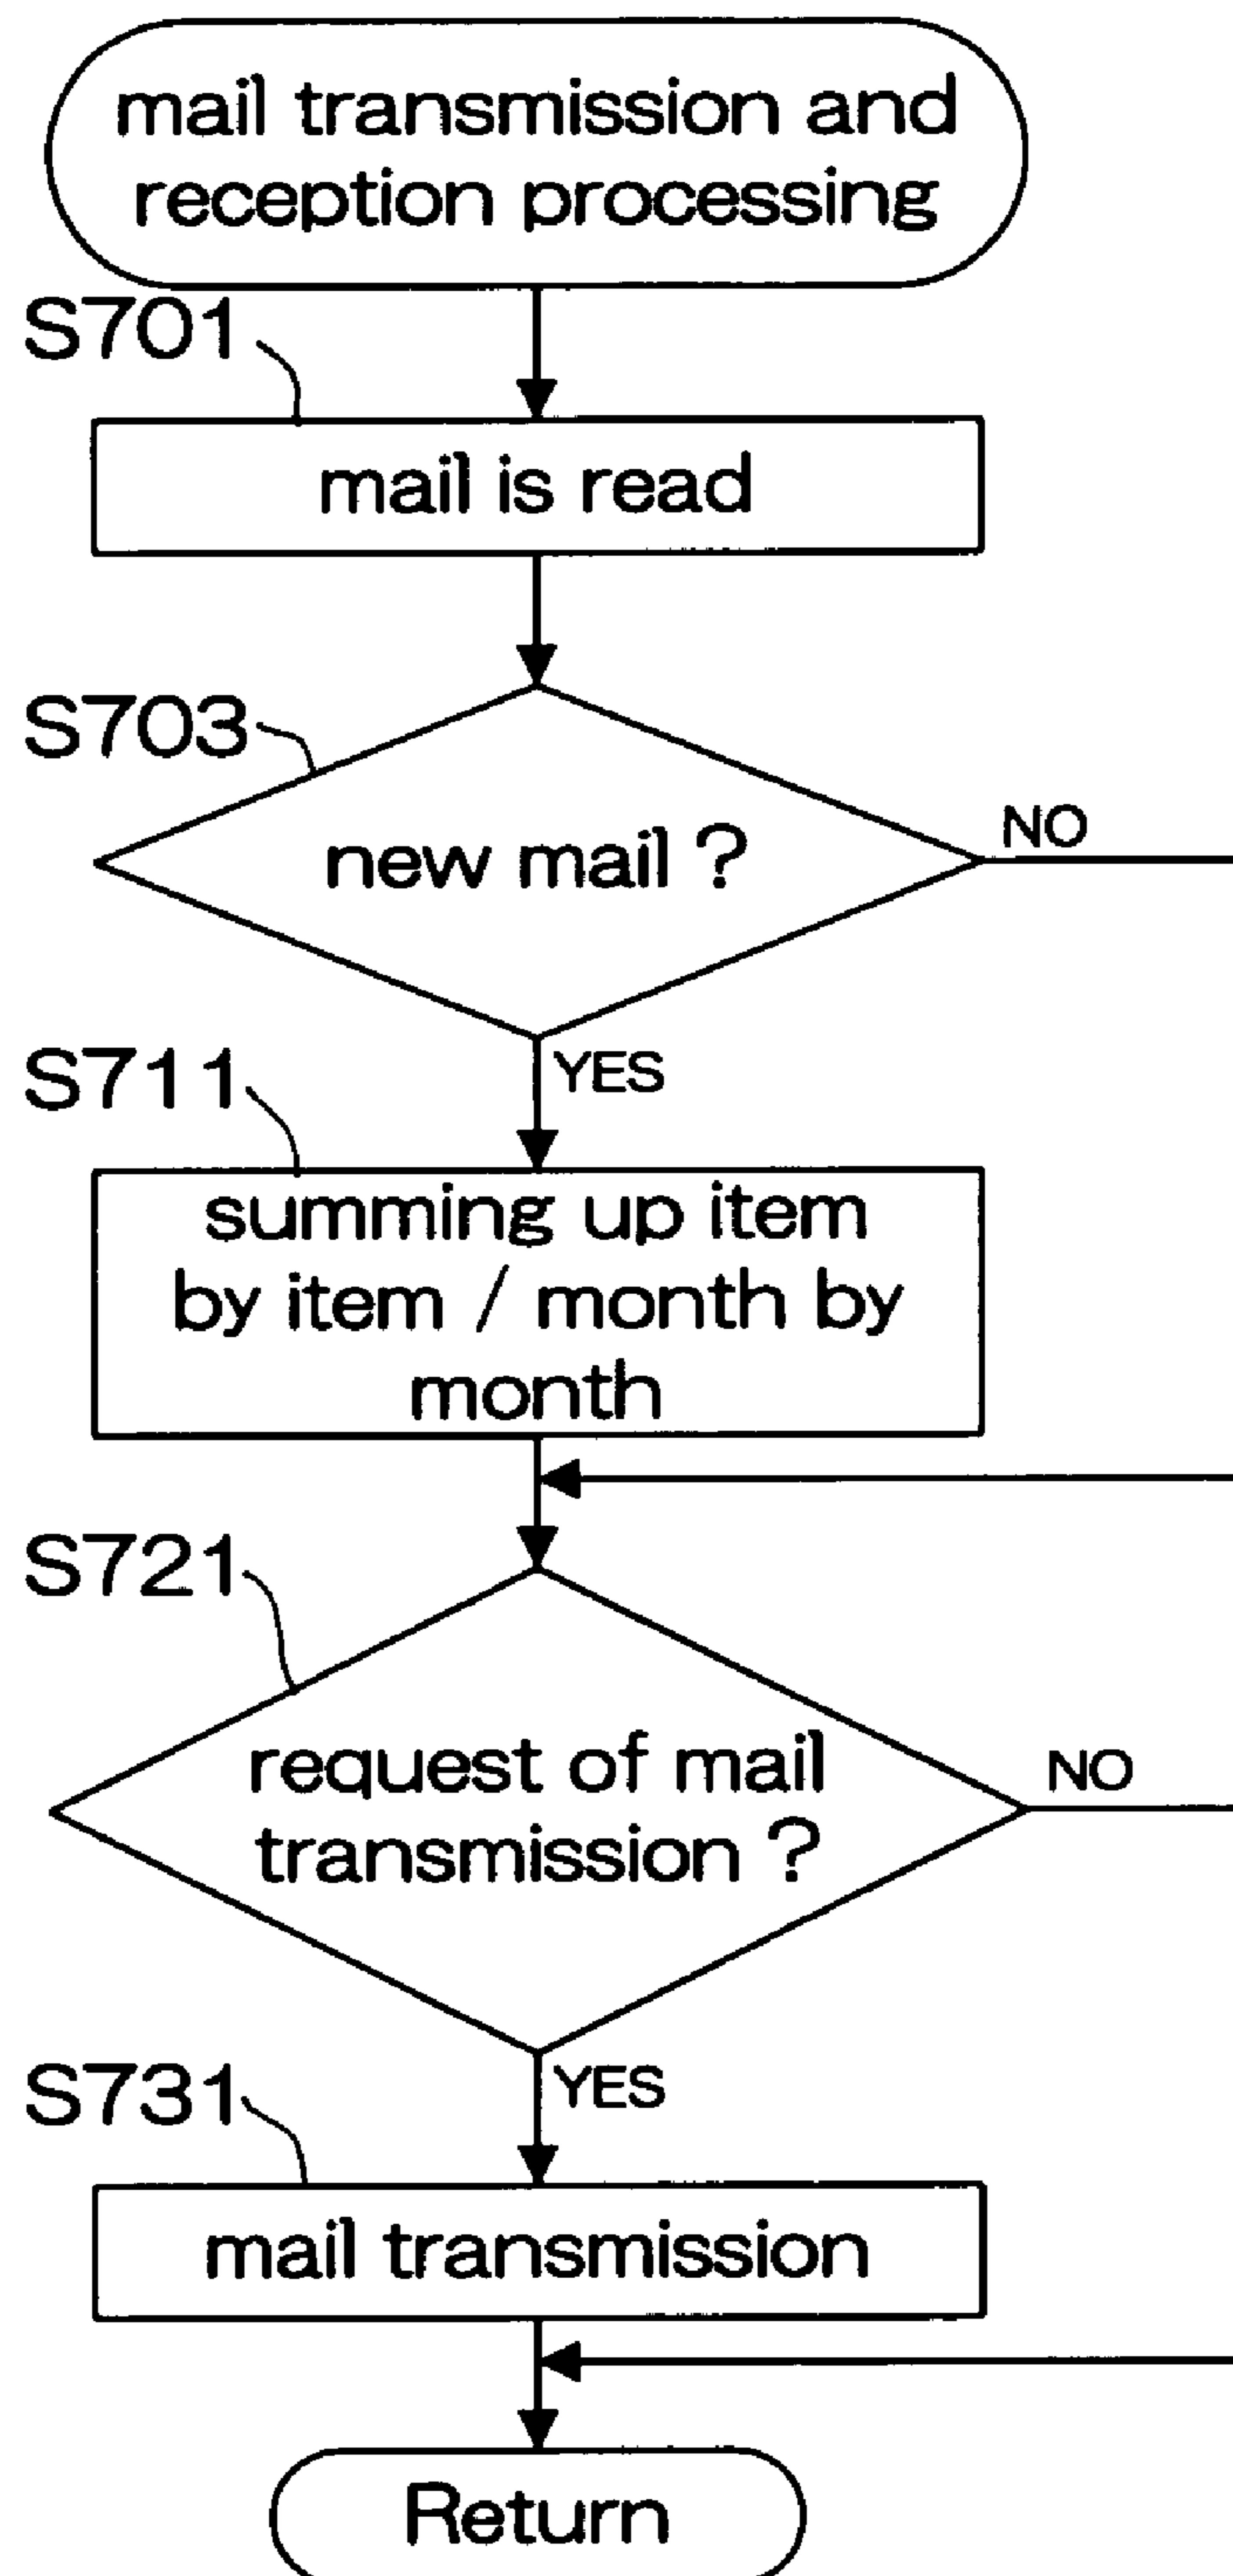 mail transmission and
reception processing
S701
mail is read
S703
new mail ?
NO
YES
S711
summing up item
by item / month by
month
S721
request of mail
transmission ?
NO
YES
S731
mail transmission
Return